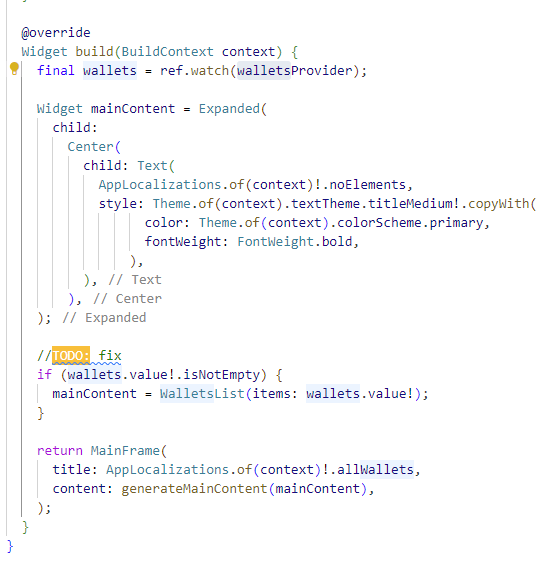 @override
Widget build(BuildContext context) {
final wallets = ref.watch(walletsProvider);
Widget mainContent = Expanded(
child:
Center(
child: Text(
AppLocalizations.of(context)!.noElements,
style: Theme.of(context).textTheme.titleMedium!.copyWith(
color: Theme.of(context).colorScheme.primary,
fontWeight: FontWeight.bold,
),
), // Text
), // Center
); // Expanded
//TODO: fix
if (wallets.value!.isNotEmpty) {
mainContent = WalletsList(items: wallets.value!);
}
return MainFrame(
title: AppLocalizations.of(context)!.allWallets,
content: generateMainContent(mainContent),
);
}
}